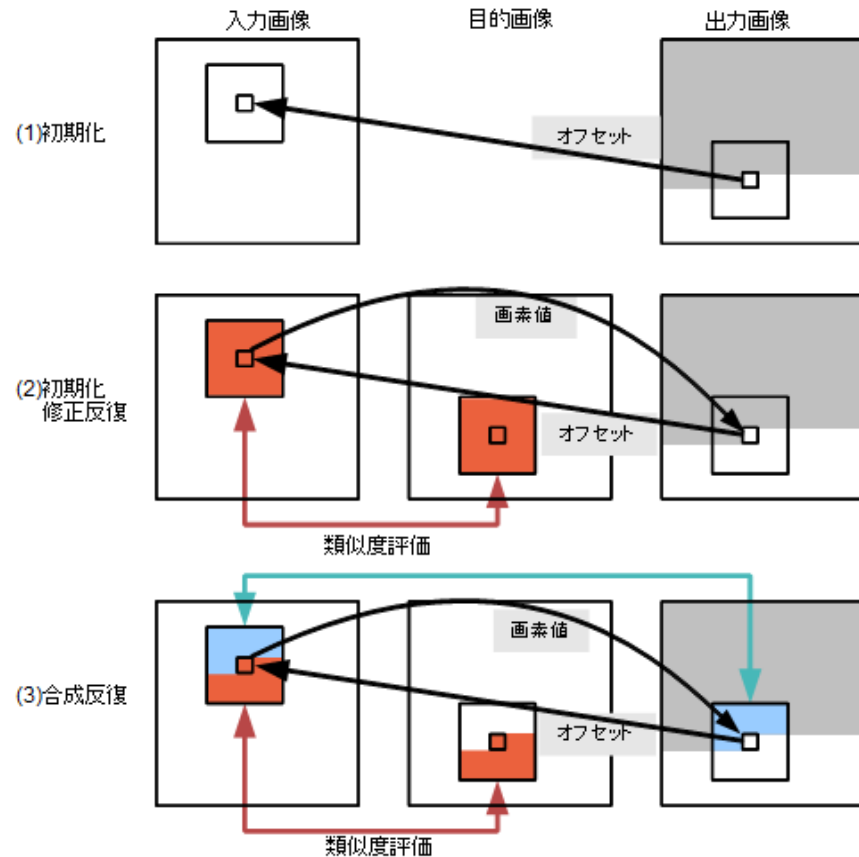 入力画像
目的画像
出力画像
(1)初期化
オフセット
画素値
(2)初期化
修正反復
オフセット
類似度評価
画素値
(3)合成反復
オフセット
類似度評価